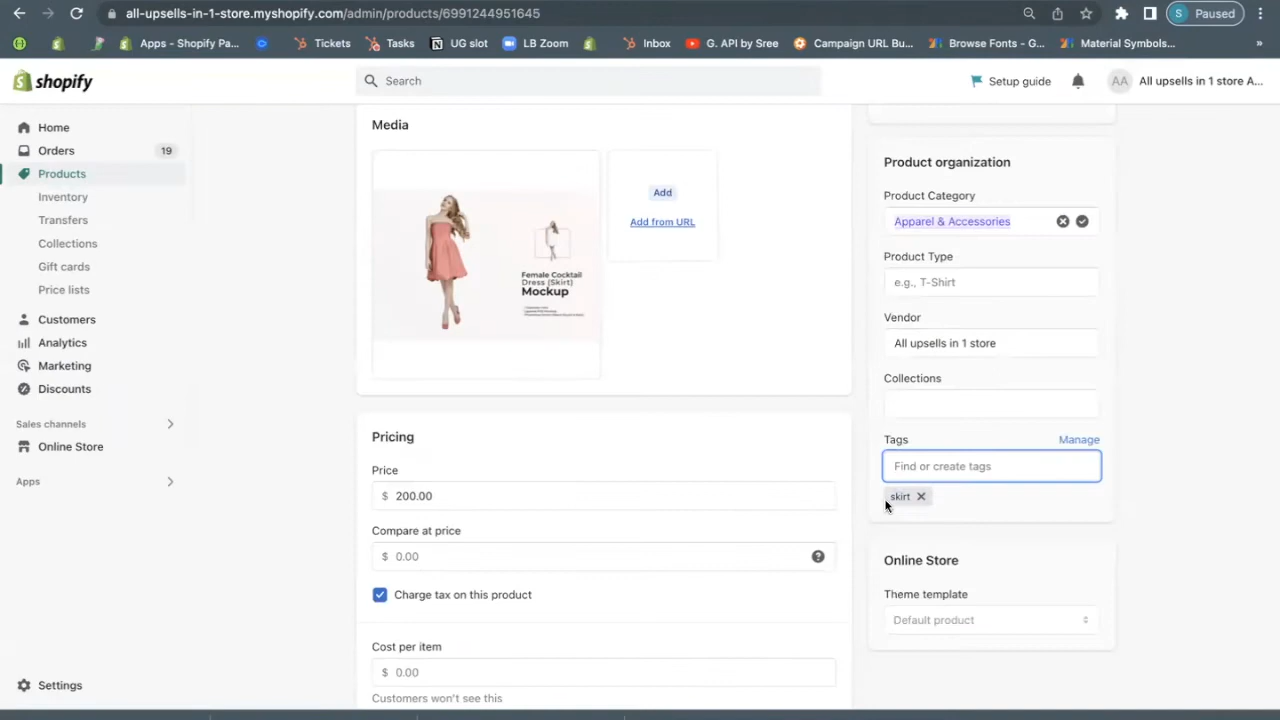 all-upsells-in-1-store.myshopify.com/admin/products/6991244951645
S Paused
Apps - Shopify Pa...
Tickets
Tasks
UG slot
LB Zoom
Inbox
G. API by Sree
Campaign URL Bu...
Browse Fonts - G...
Material Symbols...
»
shopify
Search
Setup guide
AA All upsells in 1 store A...
Home
Orders 19
Products
Inventory
Transfers
Collections
Gift cards
Price lists
Customers
Analytics
Marketing
Discounts
Sales channels
Online Store
Apps
Settings
Media
Female Cocktail
Dress (Skirt)
Mockup
Add
Add from URL
Pricing
Price
$ 200.00
Compare at price
$ 0.00
Charge tax on this product
Cost per item
$ 0.00
Customers won't see this
Product organization
Product Category
Apparel & Accessories
Product Type
e.g., T-Shirt
Vendor
All upsells in 1 store
Collections
Tags Manage
Find or create tags
skirt
Online Store
Theme template
Default product